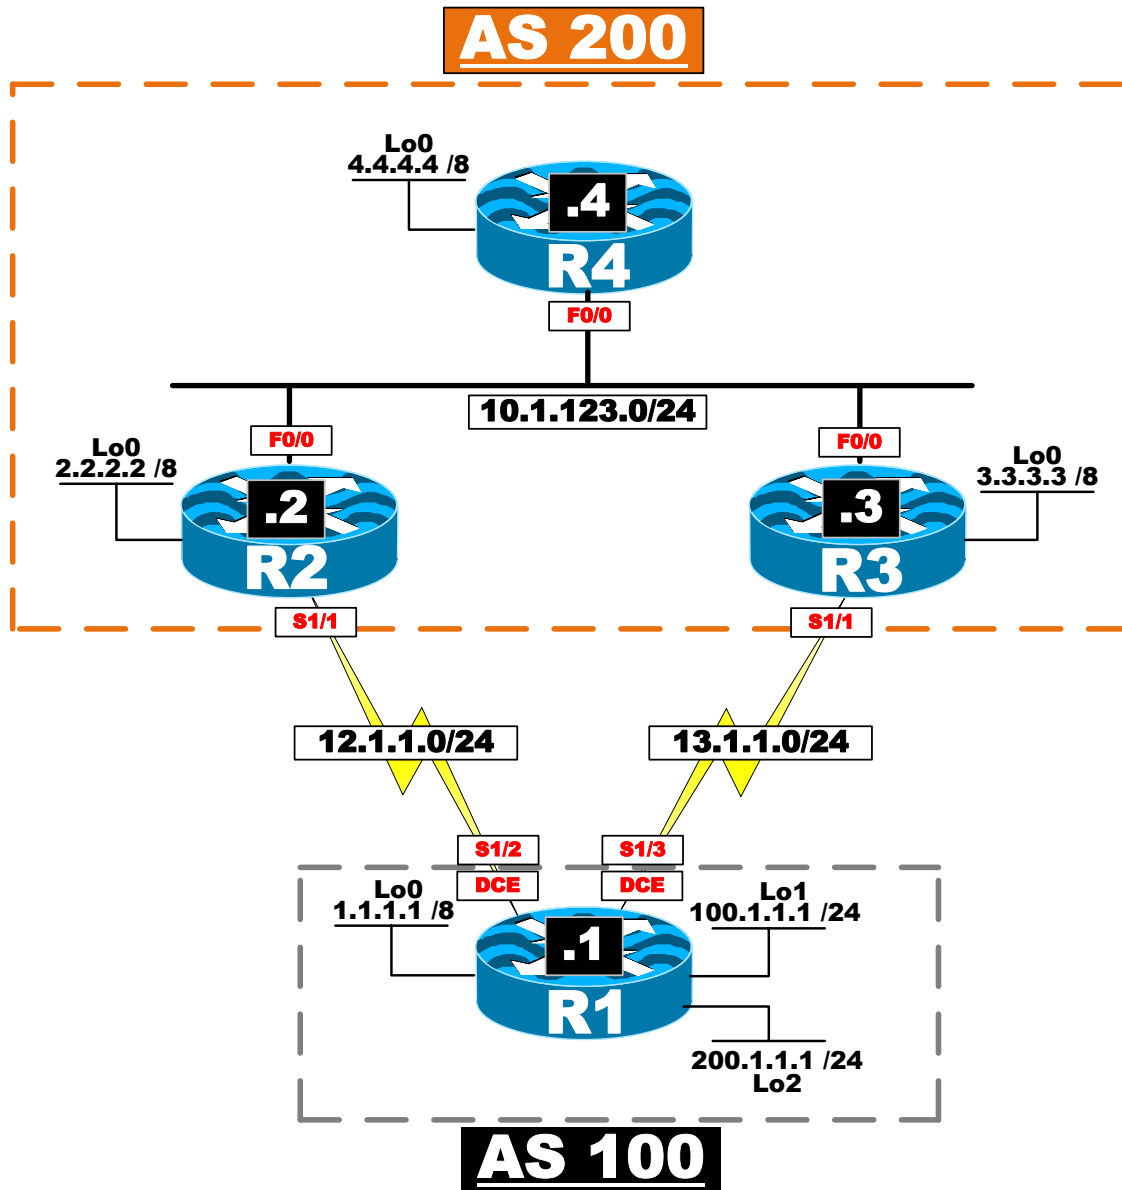 AS 200
Lo0
4.4.4.4 /8
.4
R4
F0/0
10.1.123.0/24
F0/0
F0/0
Lo0
2.2.2.2 /8
.2
R2
Lo0
3.3.3.3 /8
.3
R3
S1/1
S1/1
12.1.1.0/24
13.1.1.0/24
S1/2
S1/3
DCE
DCE
Lo0
1.1.1.1 /8
Lo1
100.1.1.1 /24
.1
R1
200.1.1.1 /24
Lo2
AS 100